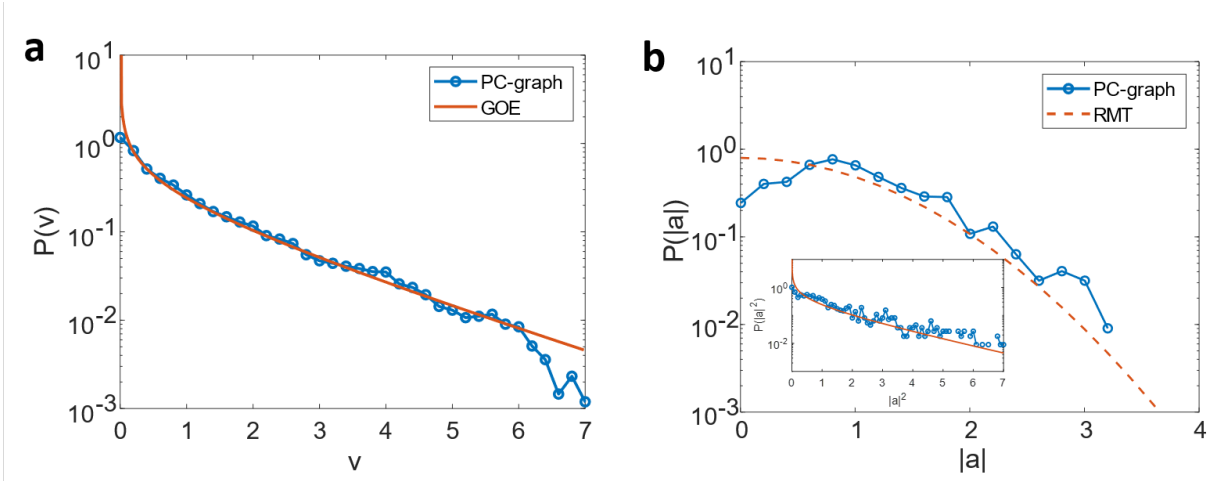 a
10^1
10^0
10^-1
10^-2
10^-3
P(v)
0 1 2 3 4 5 6 7
v
PC-graph
GOE
b
10^1
10^0
10^-1
10^-2
10^-3
P(|a|)
0 1 2 3 4
|a|
PC-graph
RMT
10^0
10^-2
P(|a|^2)
0 1 2 3 4 5 6 7
|a|^2